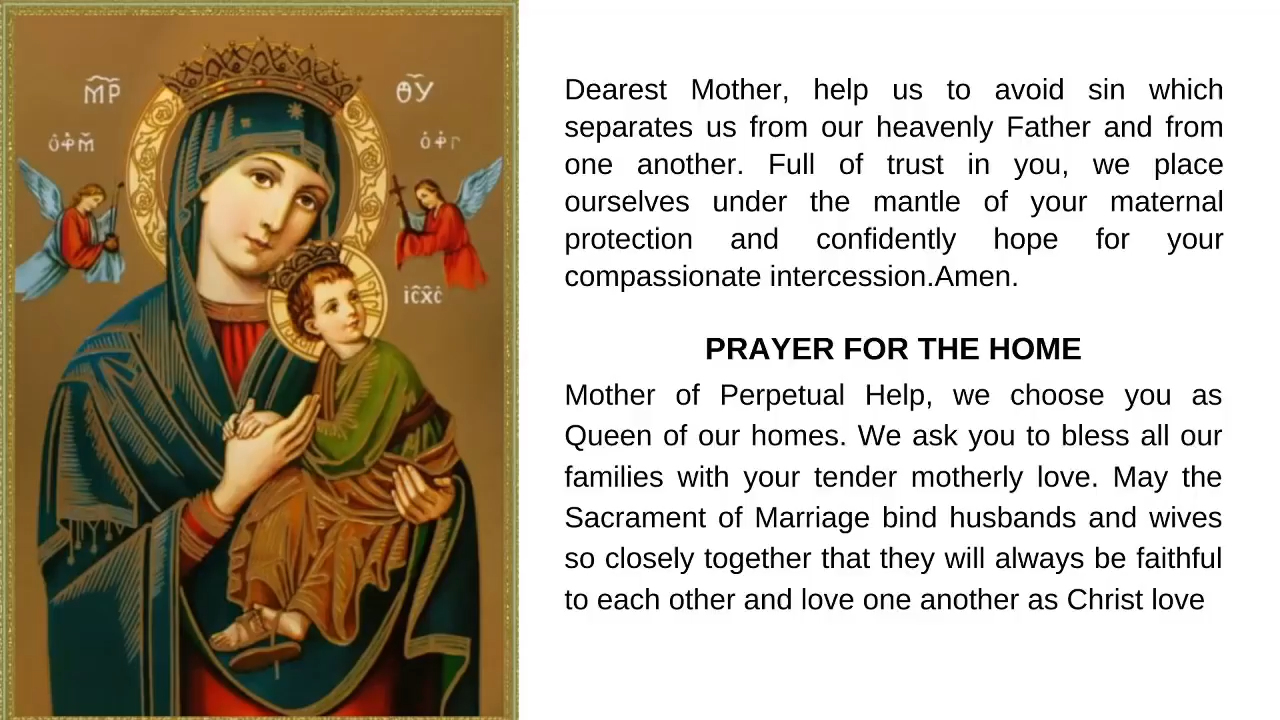 ΜΡ
ΘΥ
ὀφΜ
ὀφΓ
ἰς̂χ̂ς
Dearest Mother, help us to avoid sin which
separates us from our heavenly Father and from
one another. Full of trust in you, we place
ourselves under the mantle of your maternal
protection and confidently hope for your
compassionate intercession.Amen.
PRAYER FOR THE HOME
Mother of Perpetual Help, we choose you as
Queen of our homes. We ask you to bless all our
families with your tender motherly love. May the
Sacrament of Marriage bind husbands and wives
so closely together that they will always be faithful
to each other and love one another as Christ love